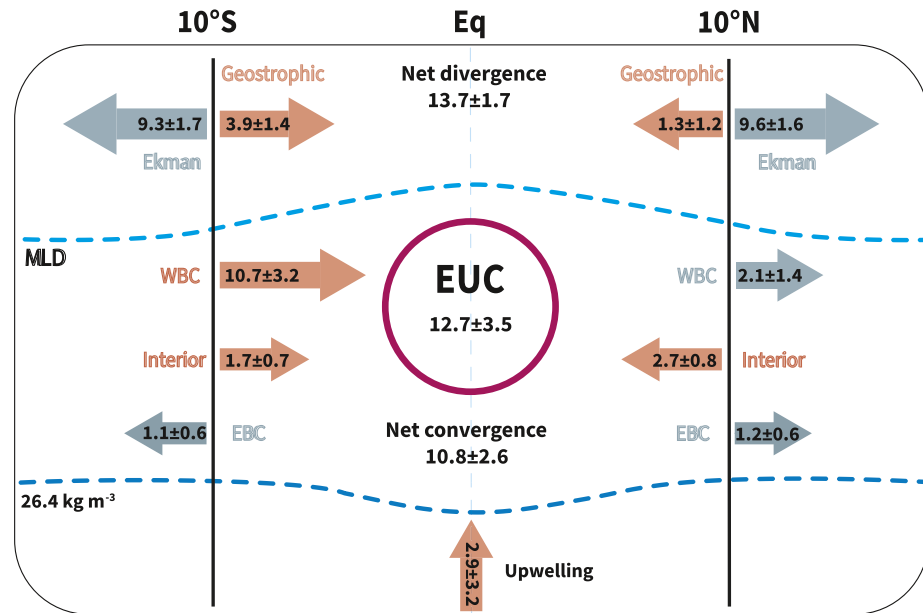 10°S Eq 10°N
Geostrophic Net divergence Geostrophic
13.7±1.7
9.3±1.7 3.9±1.4 1.3±1.2 9.6±1.6
Ekman Ekman
MLD
WBC 10.7±3.2 EUC WBC 2.1±1.4
12.7±3.5
Interior 1.7±0.7 2.7±0.8 Interior
1.1±0.6 EBC Net convergence EBC 1.2±0.6
10.8±2.6
26.4 kg m⁻³
2.9±3.2 Upwelling